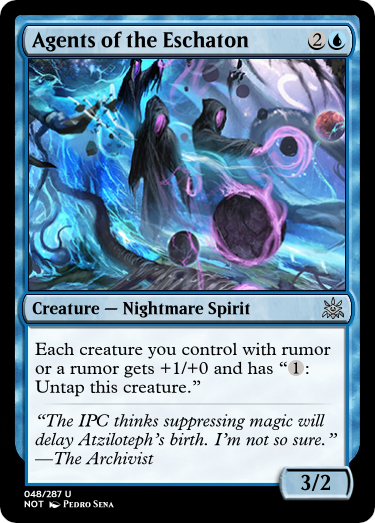 Agents of the Eschaton 2
Creature — Nightmare Spirit
Each creature you control with rumor
or a rumor gets +1/+0 and has “1:
Untap this creature.”
“The IPC thinks suppressing magic will
delay Atziloteph’s birth. I’m not so sure.”
—The Archivist
3/2
048/287 U
NOT Pedro Sena